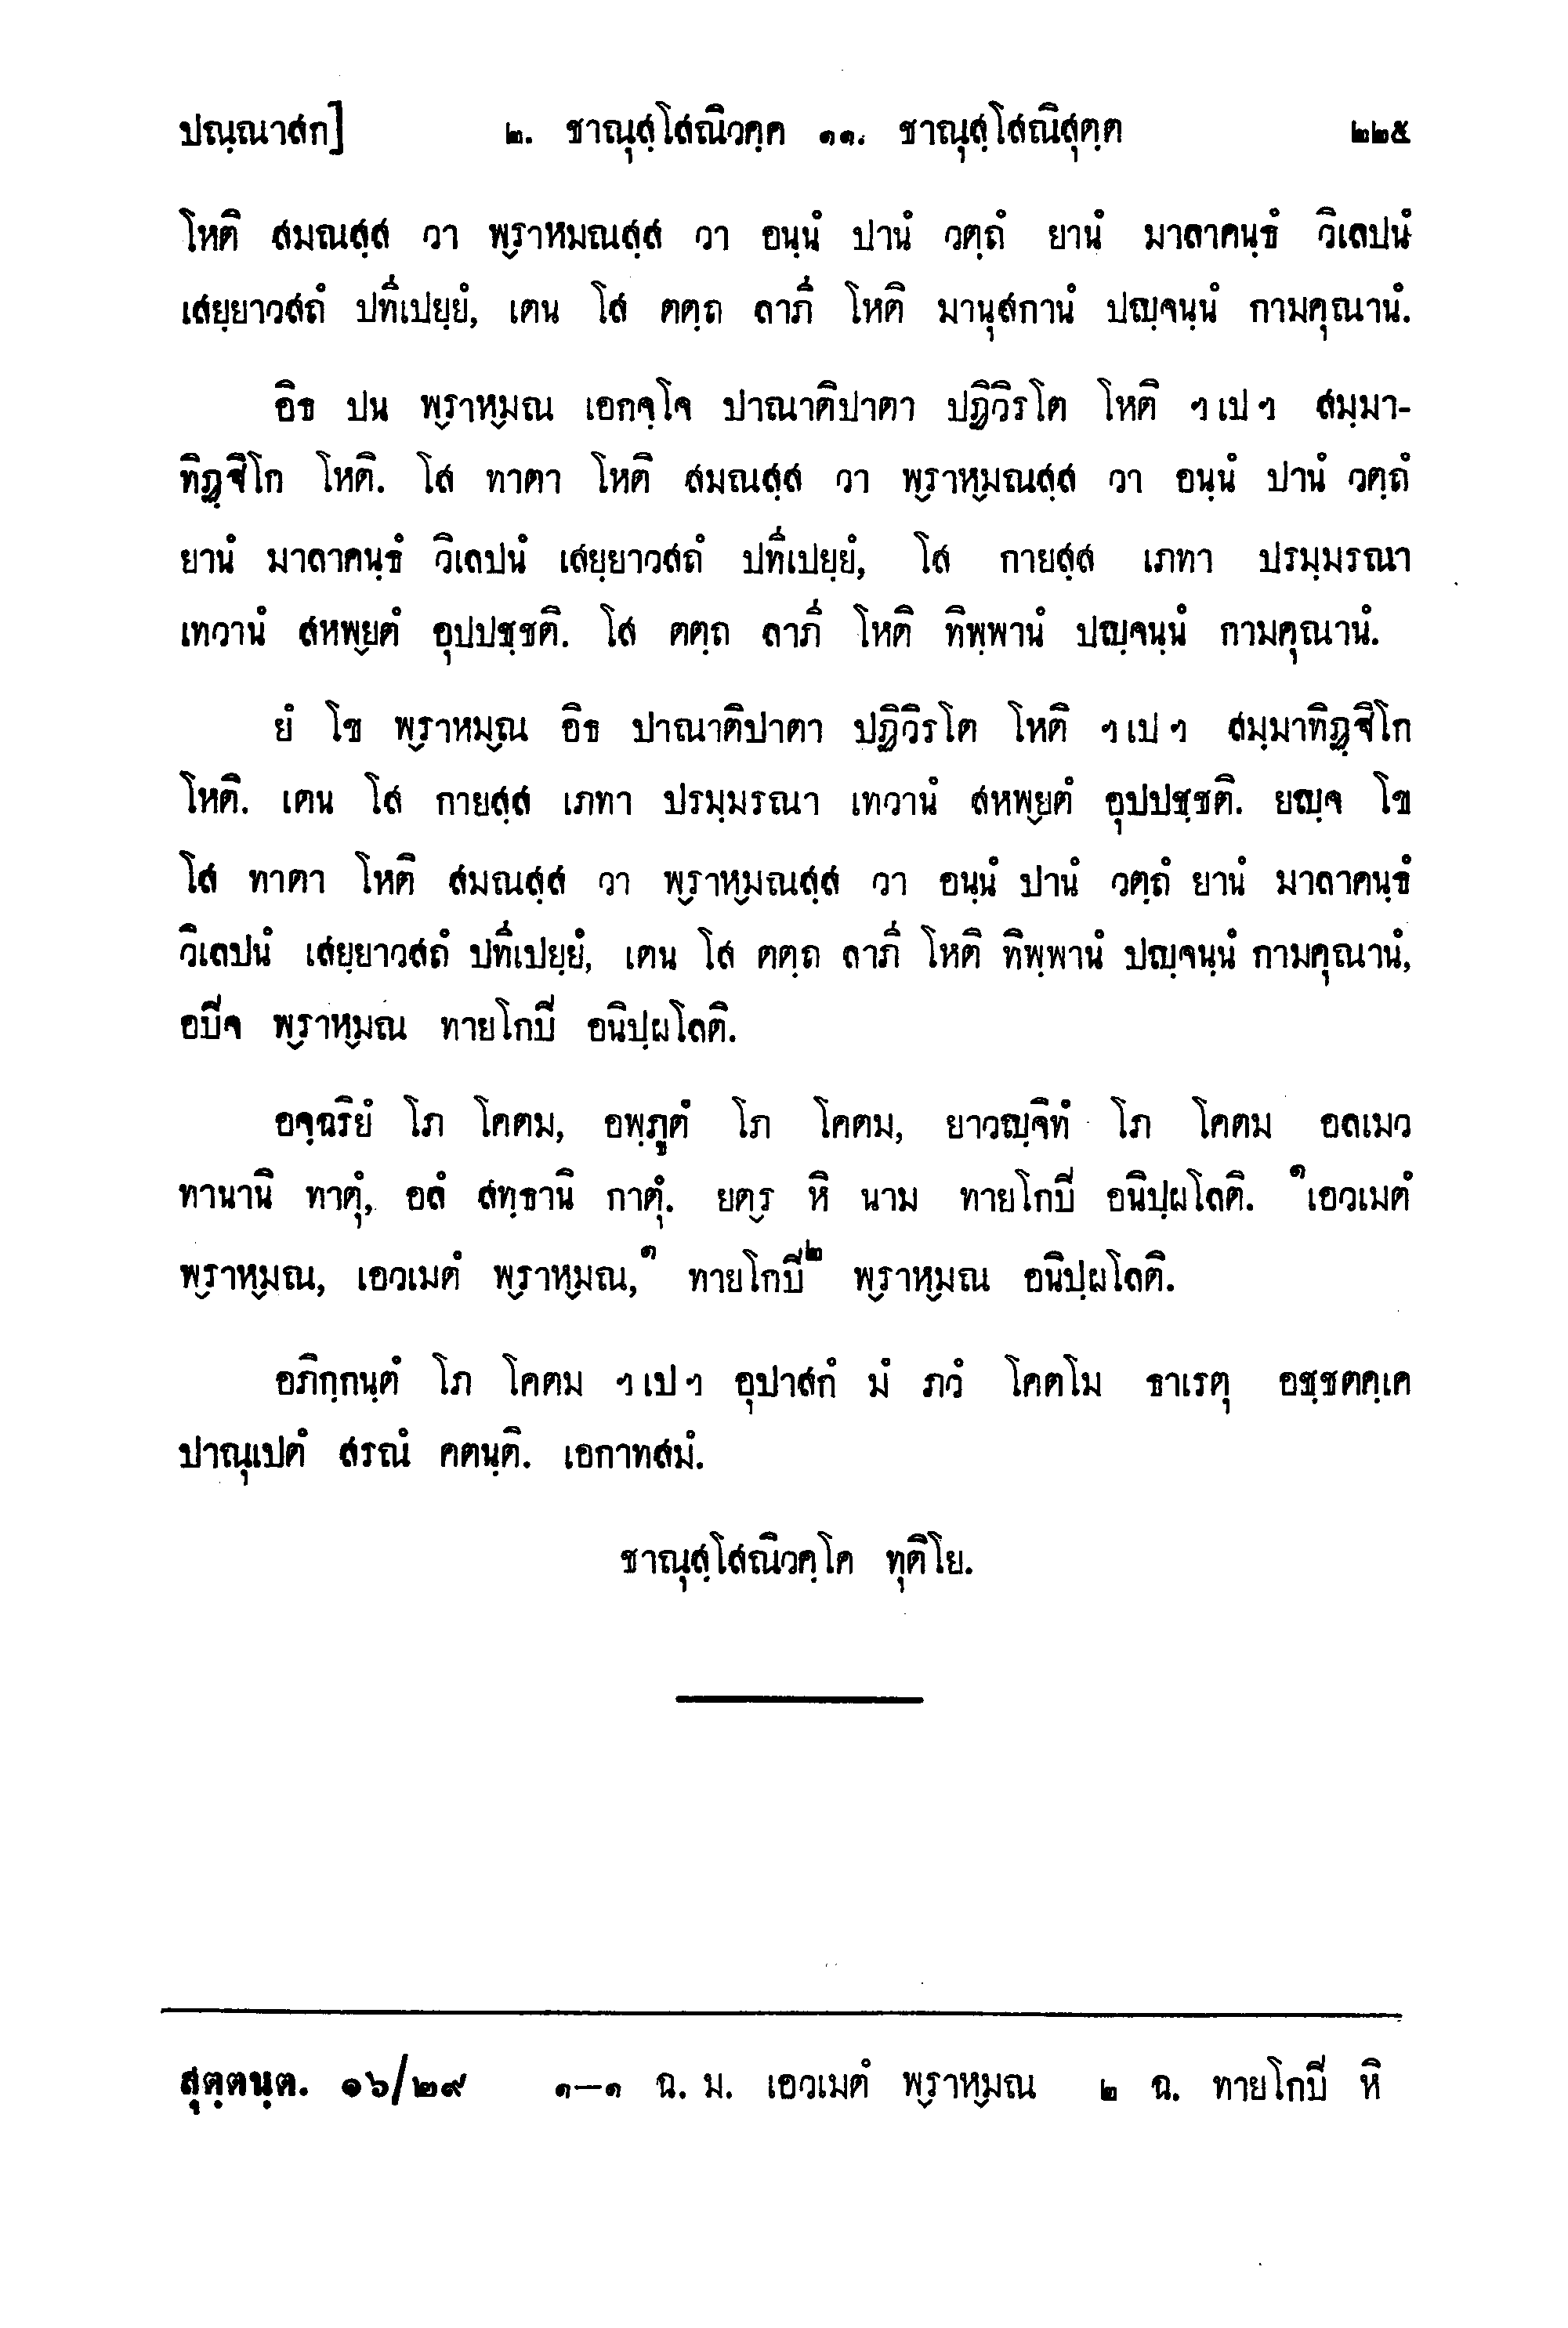 ปณฺณาสก] ๒. ชาณุสฺโสณิวคฺค ๑๑. ชาณุสฺโสณิสุตฺต ๒๒๕
โหติ สมณสฺส วา พฺราหมณสฺส วา อนฺนํ ปานํ วตฺถํ ยานํ มาลาคนฺธํ วิเลปนํ
เสยฺยาวสถํ ปทีเปยฺยํ, เตน โส ตตฺถ ลาภี โหติ มานุสกานํ ปญฺจนฺนํ กามคุณานํ.
อิธ ปน พฺราหฺมณ เอกจฺโจ ปาณาติปาตา ปฏิวิรโต โหติ ฯ เป ฯ สมฺมา-
ทิฏฺฐิโก โหติ. โส ทาตา โหติ สมณสฺส วา พฺราหฺมณสฺส วา อนฺนํ ปานํ วตฺถํ
ยานํ มาลาคนฺธํ วิเลปนํ เสยฺยาวสถํ ปทีเปยฺยํ, โส กายสฺส เภทา ปรมฺมรณา
เทวานํ สหพฺยตํ อุปปชฺชติ. โส ตตฺถ ลาภี โหติ ทิพฺพานํ ปญฺจนฺนํ กามคุณานํ.
ยํ โข พฺราหมฺณ อิธ ปาณาติปาตา ปฏิวิรโต โหติ ฯ เป ฯ สมฺมาทิฏฺฐิโก
โหติ. เตน โส กายสฺส เภทา ปรมฺมรณา เทวานํ สหพฺยตํ อุปปชฺชติ. ยญฺจ โข
โส ทาตา โหติ สมณสฺส วา พฺราหฺมณสฺส วา อนฺนํ ปานํ วตฺถํ ยานํ มาลาคนฺธํ
วิเลปนํ เสยฺยาวสถํ ปทีเปยฺยํ, เตน โส ตตฺถ ลาภี โหติ ทิพฺพานํ ปญฺจนฺนํ กามคุณานํ,
อปิจ พฺราหฺมณ ทายโกปิ อนิปฺผโลติ.
อจฺฉริยํ โภ โคตม, อพฺภูตํ โภ โคตม, ยาวญฺจิทํ โภ โคตม อลเมว
ทานานิ ทาตุํ, อลํ สทฺธานิ กาตุํ. ยตฺร หิ นาม ทายโกปิ อนิปฺผโลติ. ๑เอวเมตํ
พฺราหฺมณ, เอวเมตํ พฺราหฺมณ,๑ ทายโกปิ๒ พฺราหฺมณ อนิปฺผโลติ.
อภิกฺกนฺตํ โภ โคตม ฯ เป ฯ อุปาสกํ มํ ภวํ โคตโม ธาเรตุ อชฺชตคฺเค
ปาณุเปตํ สรณํ คตนฺติ. เอกาทสมํ.
ชาณุสฺโสณิวคฺโค ทุติโย.
สุตฺตนฺต. ๑๖/๒๙ ๑-๑ ฉ. ม. เอวเมตํ พฺราหฺมณ ๒ ฉ. ทายโกปิ หิ